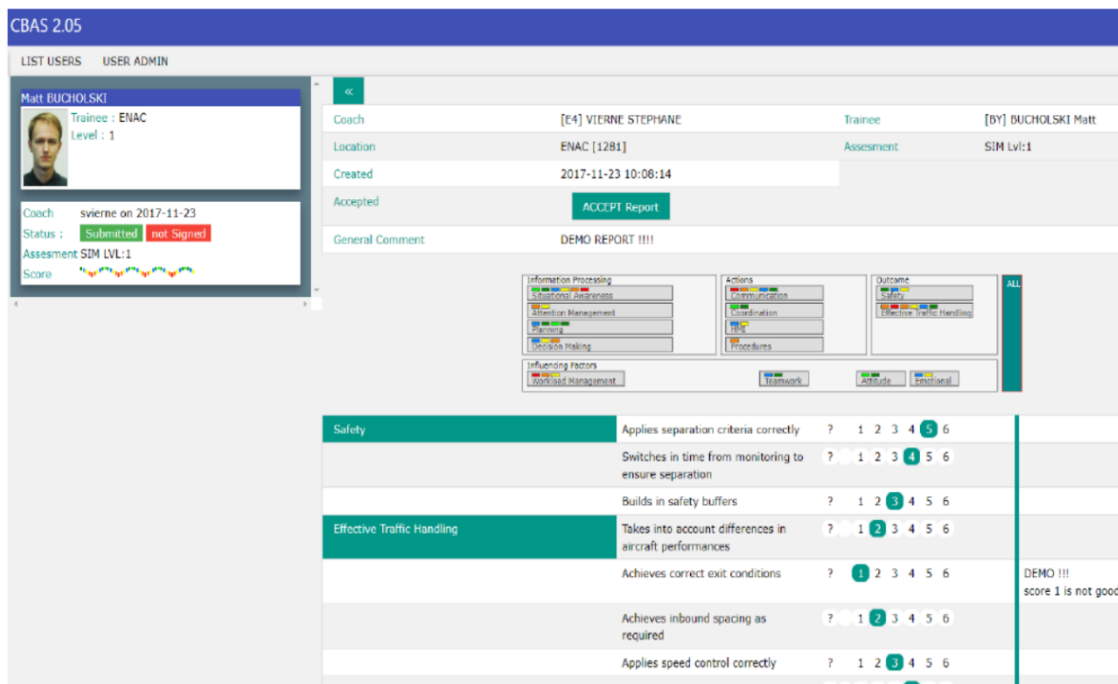 CBAS 2.05
LIST USERS USER ADMIN
Matt BUCHOLSKI
Trainee : ENAC
Level : 1
Coach svierne on 2017-11-23
Status : Submitted not Signed
Assesment SIM LVL:1
Score
«
Coach [E4] VIERNE STEPHANE Trainee [BY] BUCHOLSKI Matt
Location ENAC [1281] Assesment SIM Lvl:1
Created 2017-11-23 10:08:14
Accepted ACCEPT Report
General Comment DEMO REPORT !!!!
Information Processing
Situational Awareness
Attention Management
Planning
Decision Making
Actions
Communication
Coordination
HMI
Procedures
Outcome
Safety
Effective Traffic Handling
ALL
Influencing Factors
Workload Management Teamwork Attitude Emotional
Safety Applies separation criteria correctly ? 1 2 3 4 5 6
Switches in time from monitoring to ? 1 2 3 4 5 6
ensure separation
Builds in safety buffers ? 1 2 3 4 5 6
Effective Traffic Handling Takes into account differences in ? 1 2 3 4 5 6
aircraft performances
Achieves correct exit conditions ? 1 2 3 4 5 6 DEMO !!!
score 1 is not good
Achieves inbound spacing as ? 1 2 3 4 5 6
required
Applies speed control correctly ? 1 2 3 4 5 6